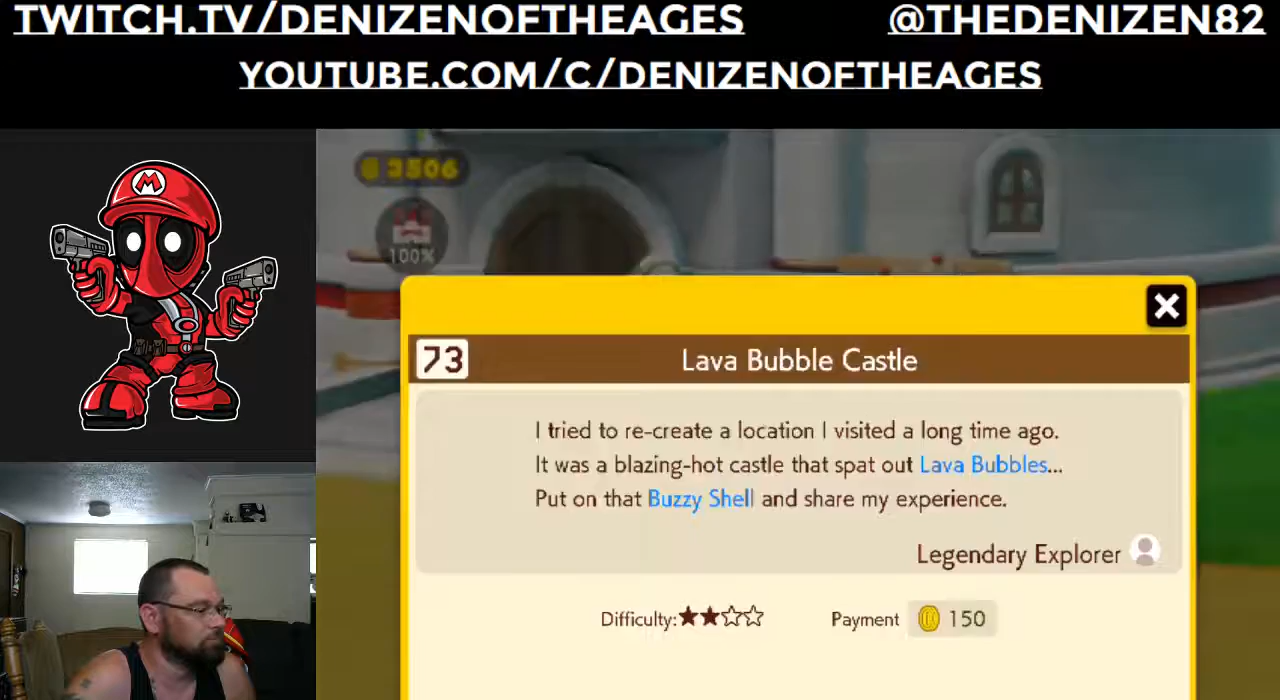 TWITCH.TV/DENIZENOFTHEAGES @THEDENIZEN82
YOUTUBE.COM/C/DENIZENOFTHEAGES
M
3506
100%
73 Lava Bubble Castle
I tried to re-create a location I visited a long time ago.
It was a blazing-hot castle that spat out Lava Bubbles...
Put on that Buzzy Shell and share my experience.
Legendary Explorer
Difficulty:★★☆☆ Payment 150